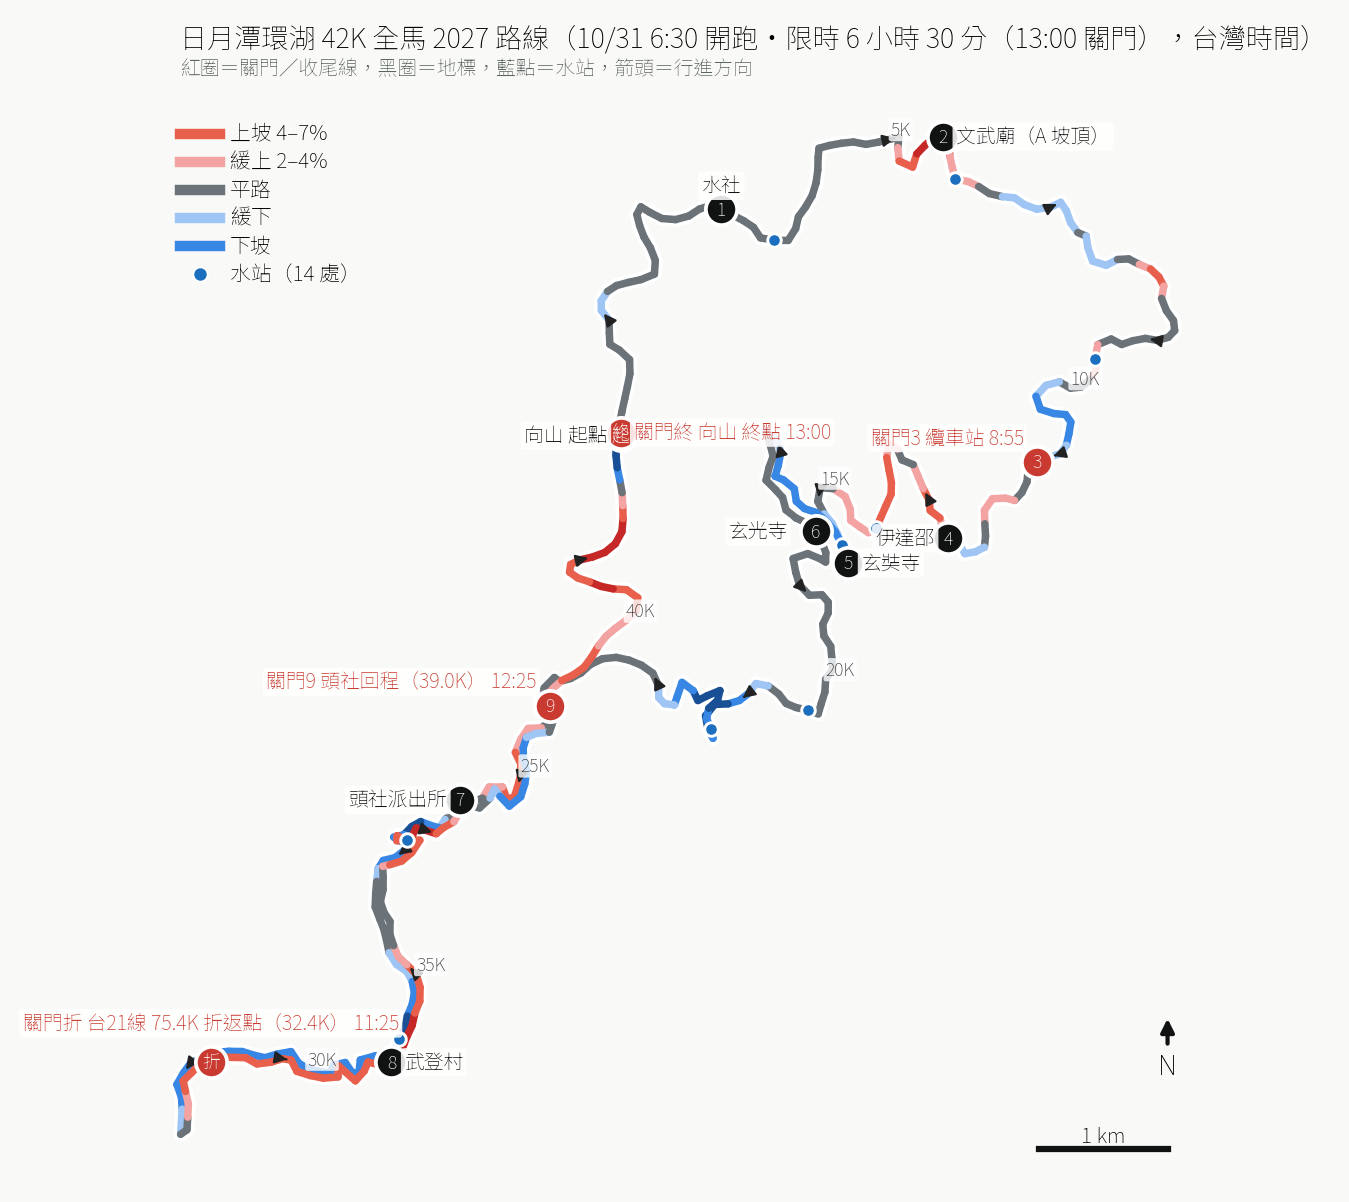 日月潭環湖 42K 全馬 2027 路線（10/31 6:30 開跑・限時 6 小時 30 分（13:00 關門），台灣時間）
紅圈＝關門／收尾線，黑圈＝地標，藍點＝水站，箭頭＝行進方向
上坡 4–7%
緩上 2–4%
平路
緩下
下坡
水站（14 處）
5K
2 文武廟（A 坡頂）
水社
1
10K
向山 起點 終 關門終 向山 終點 13:00
關門3 纜車站 8:55
3
15K
玄光寺 6
伊達邵 4
5 玄奘寺
40K
20K
關門9 頭社回程（39.0K） 12:25
9
25K
頭社派出所 7
35K
關門折 台21線 75.4K 折返點（32.4K） 11:25
折
30K
8 武登村
N
1 km